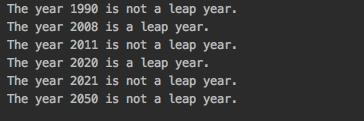 The year 1990 is not a leap year.
The year 2008 is a leap year.
The year 2011 is not a leap year.
The year 2020 is a leap year.
The year 2021 is not a leap year.
The year 2050 is not a leap year.